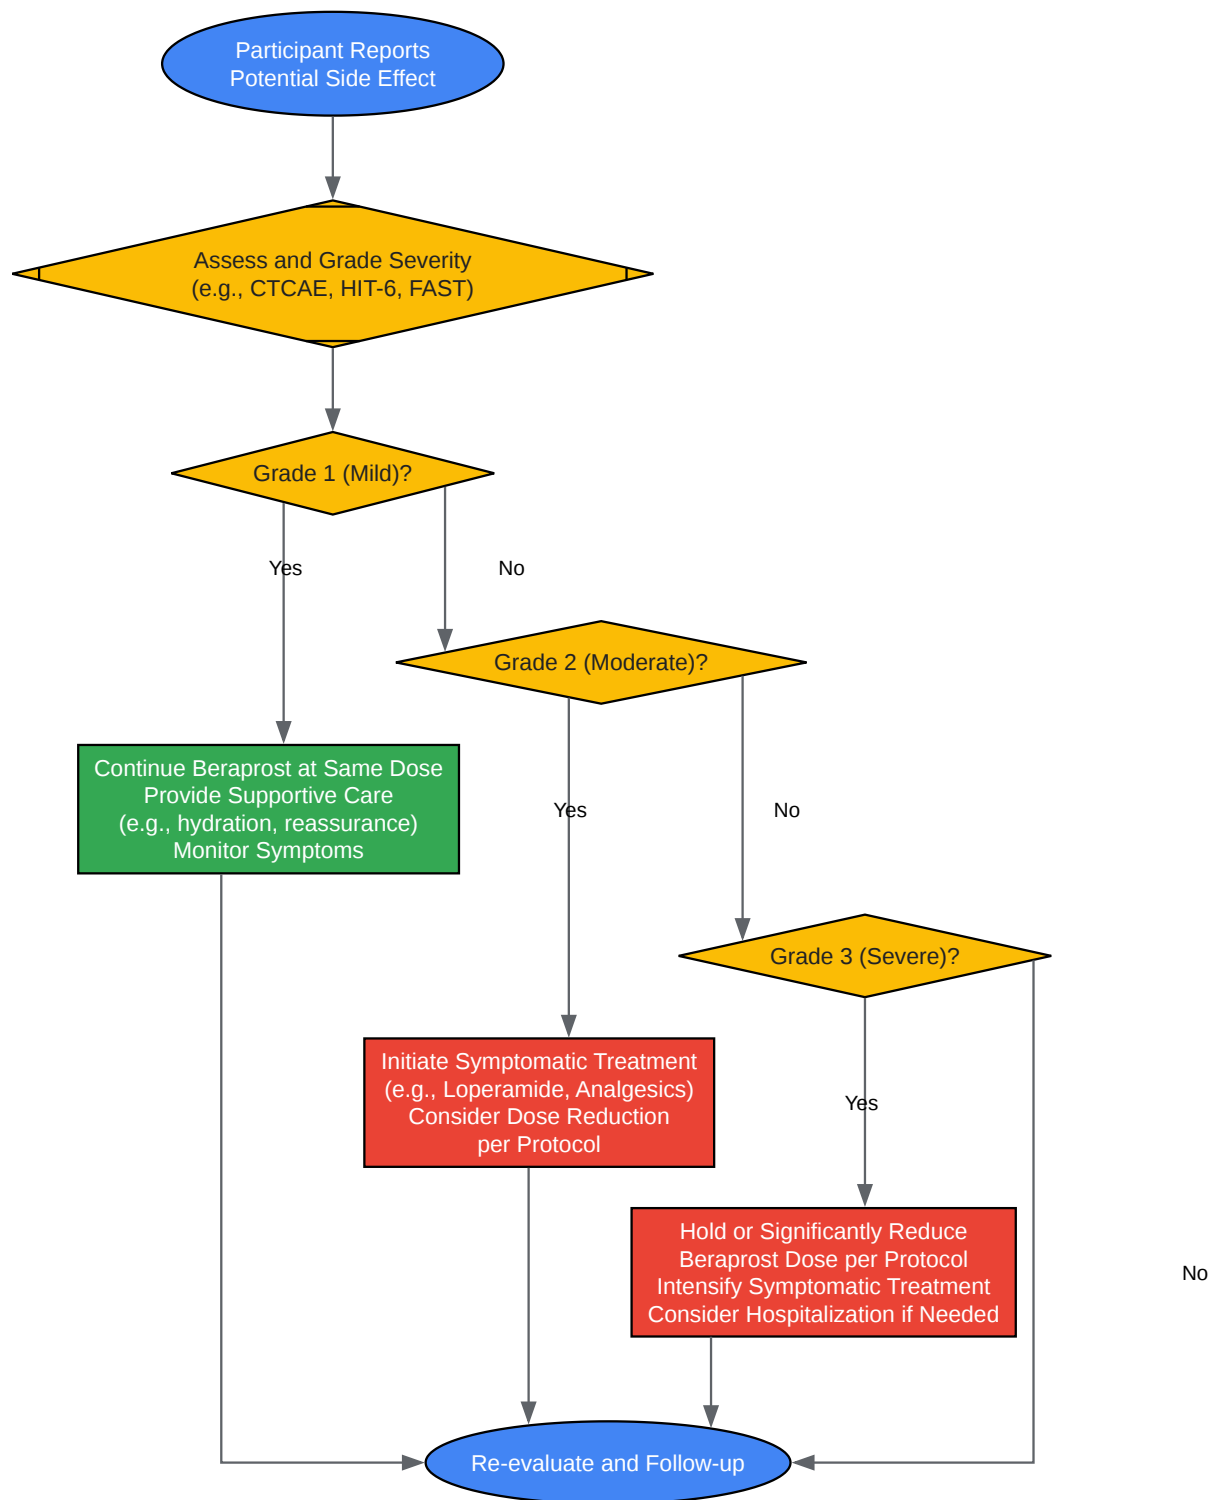 Participant Reports
Potential Side Effect
Assess and Grade Severity
(e.g., CTCAE, HIT-6, FAST)
Grade 1 (Mild)?
Yes
No
Grade 2 (Moderate)?
Continue Beraprost at Same Dose
Provide Supportive Care
(e.g., hydration, reassurance)
Monitor Symptoms
Yes
No
Grade 3 (Severe)?
Initiate Symptomatic Treatment
(e.g., Loperamide, Analgesics)
Consider Dose Reduction
per Protocol
Yes
Hold or Significantly Reduce
Beraprost Dose per Protocol
Intensify Symptomatic Treatment
Consider Hospitalization if Needed
No
Re-evaluate and Follow-up